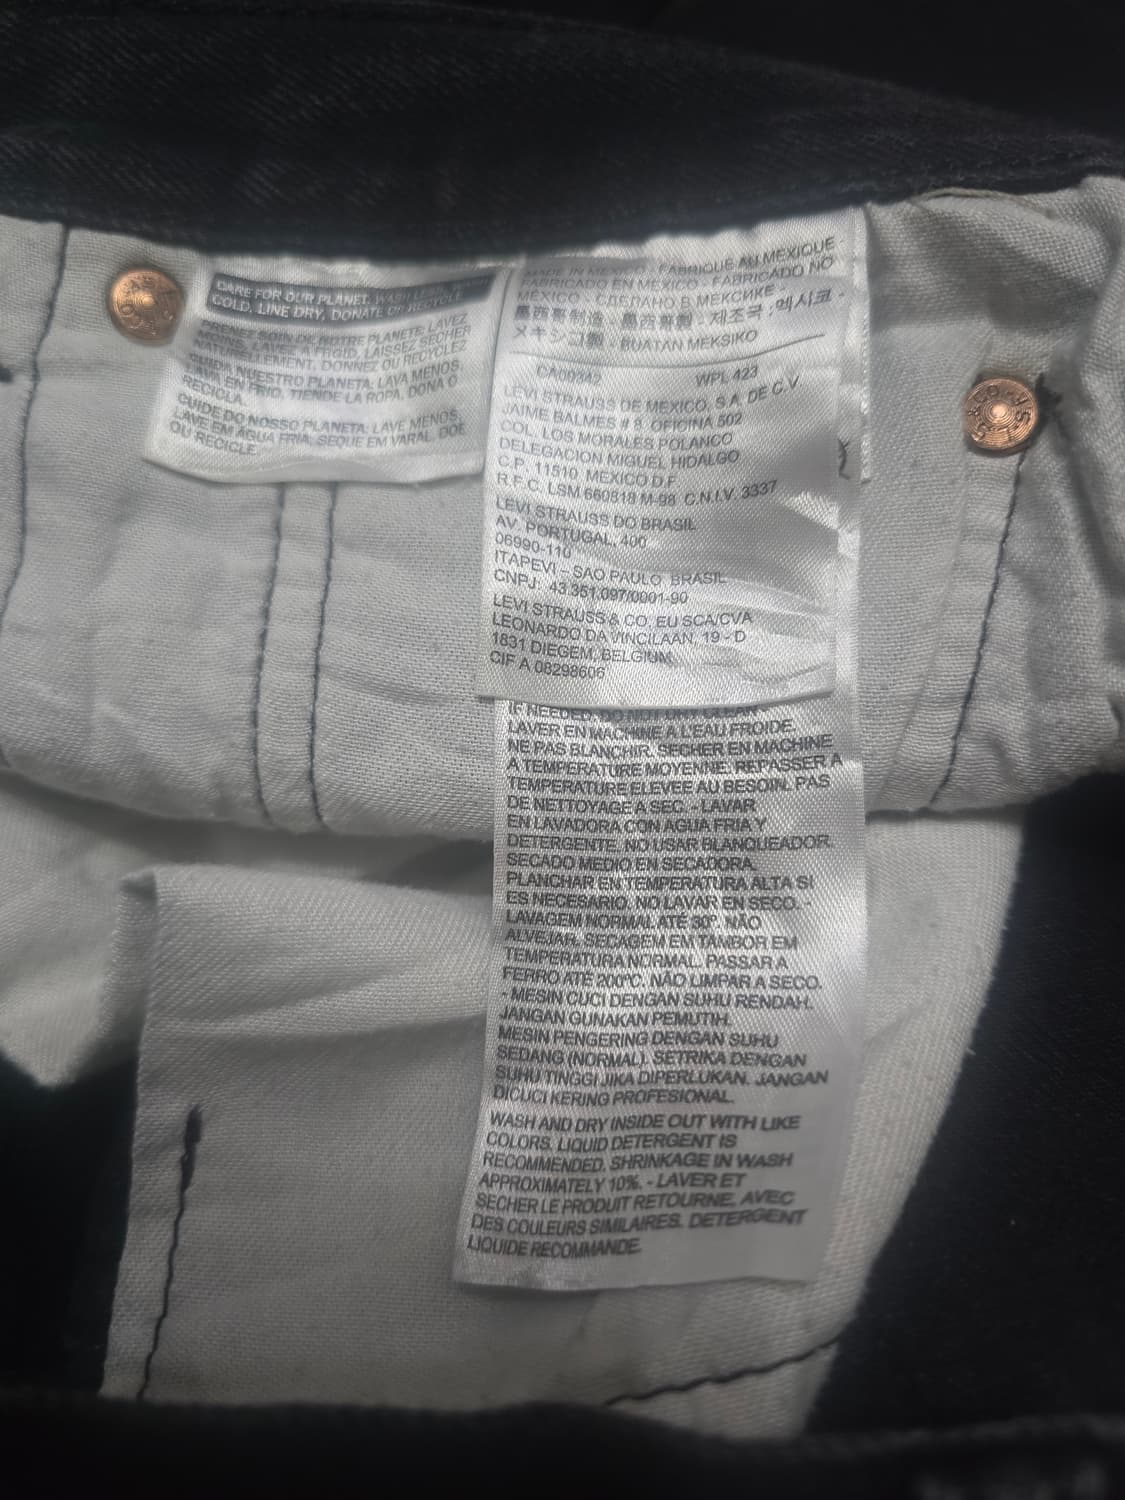 CARE FOR OUR PLANET. WASH
COLD, LINE DRY, DONATE OR RECYCLE
PRENEZ SOIN DE NOTRE PLANETE: LAVEZ
MOINS, LAVEZ A FROID, LAISSEZ SECHER
NATURELLEMENT, DONNEZ OU RECYCLEZ
CUIDA NUESTRO PLANETA: LAVA MENOS,
LAVA EN FRIO, TIENDE LA ROPA, DONA O
RECICLA.
CUIDE DO NOSSO PLANETA: LAVE MENOS,
LAVE EM AGUA FRIA, SEQUE EM VARAL, DOE
OU RECICLE.
MADE IN MEXICO - FABRIQUE AU MEXIQUE -
FABRICADO EN MEXICO - FABRICADO NO
MÉXICO - СДЕЛАНО В МЕКСИКЕ -
墨西哥制造 - 墨西哥製 - 제조국 : 멕시코 -
メキシコ製 - BUATAN MEKSIKO
CA00342 WPL 423
LEVI STRAUSS DE MEXICO, S.A. DE C.V.
JAIME BALMES # 8 OFICINA 502
COL. LOS MORALES POLANCO
DELEGACION MIGUEL HIDALGO
C.P. 11510 MEXICO D.F
R.F.C. LSM 660818 M-98 C.N.I.V. 3337
LEVI STRAUSS DO BRASIL
AV. PORTUGAL, 400
06990-110
ITAPEVI – SAO PAULO, BRASIL
CNPJ: 43.351.097/0001-90
LEVI STRAUSS & CO. EU SCA/CVA
LEONARDO DA VINCILAAN, 19 - D
1831 DIEGEM, BELGIUM
CIF A 08298606
IF NEEDED. DO NOT DRY CLEAN.
LAVER EN MACHINE A L'EAU FROIDE.
NE PAS BLANCHIR. SECHER EN MACHINE
A TEMPERATURE MOYENNE. REPASSER A
TEMPERATURE ELEVEE AU BESOIN. PAS
DE NETTOYAGE A SEC. - LAVAR
EN LAVADORA CON AGUA FRIA Y
DETERGENTE. NO USAR BLANQUEADOR.
SECADO MEDIO EN SECADORA.
PLANCHAR EN TEMPERATURA ALTA SI
ES NECESARIO. NO LAVAR EN SECO. -
LAVAGEM NORMAL ATÉ 30°. NÃO
ALVEJAR. SECAGEM EM TAMBOR EM
TEMPERATURA NORMAL. PASSAR A
FERRO ATÉ 200°C. NÃO LIMPAR A SECO.
- MESIN CUCI DENGAN SUHU RENDAH.
JANGAN GUNAKAN PEMUTIH.
MESIN PENGERING DENGAN SUHU
SEDANG (NORMAL). SETRIKA DENGAN
SUHU TINGGI JIKA DIPERLUKAN. JANGAN
DICUCI KERING PROFESIONAL.
WASH AND DRY INSIDE OUT WITH LIKE
COLORS. LIQUID DETERGENT IS
RECOMMENDED. SHRINKAGE IN WASH
APPROXIMATELY 10%. - LAVER ET
SECHER LE PRODUIT RETOURNE, AVEC
DES COULEURS SIMILAIRES. DETERGENT
LIQUIDE RECOMMANDE.